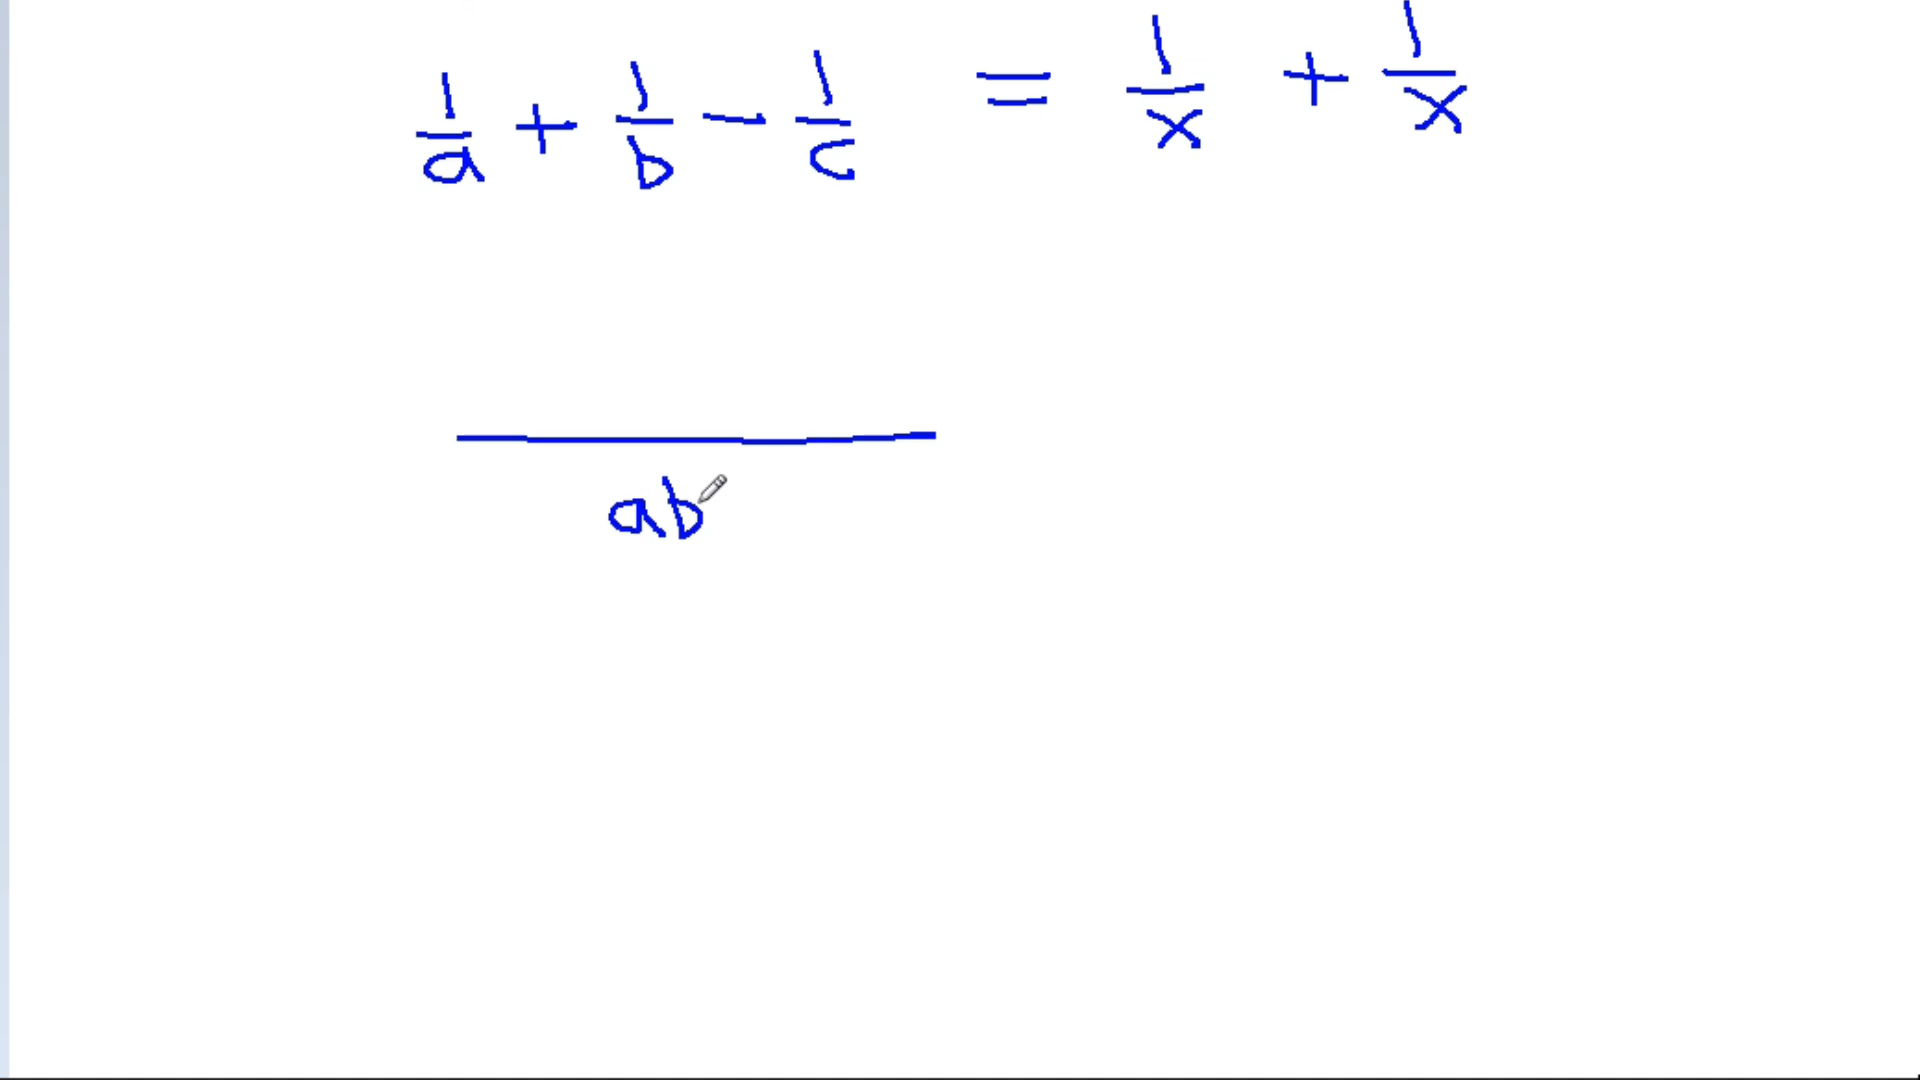 1/a + 1/b - 1/c = 1/x + 1/x
ab